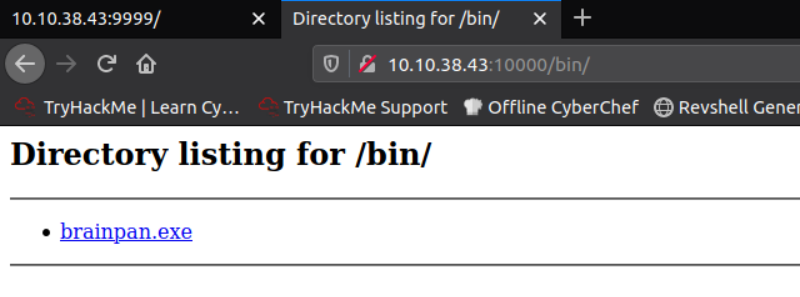 10.10.38.43:9999/ Directory listing for /bin/
10.10.38.43:10000/bin/
TryHackMe | Learn Cy… TryHackMe Support Offline CyberChef Revshell Gener
Directory listing for /bin/
brainpan.exe